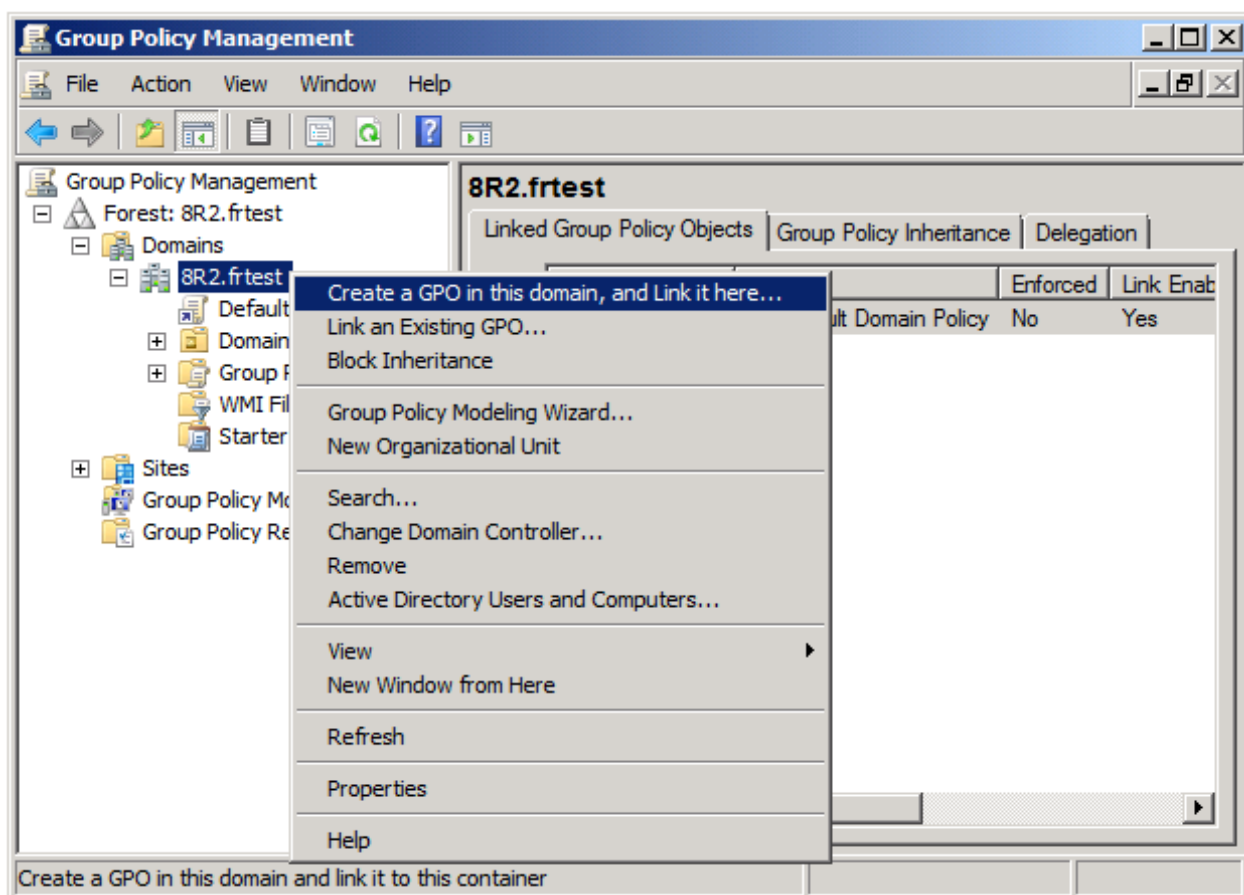 Group Policy Management
File Action View Window Help
Group Policy Management
Forest: 8R2.frtest
Domains
8R2.frtest
Default
Domain
Group
WMI Fil
Starter
Sites
Group Policy Mo
Group Policy Re
8R2.frtest
Linked Group Policy Objects Group Policy Inheritance Delegation
Enforced Link Enab
ult Domain Policy No Yes
Create a GPO in this domain, and Link it here...
Link an Existing GPO...
Block Inheritance
Group Policy Modeling Wizard...
New Organizational Unit
Search...
Change Domain Controller...
Remove
Active Directory Users and Computers...
View
New Window from Here
Refresh
Properties
Help
Create a GPO in this domain and link it to this container